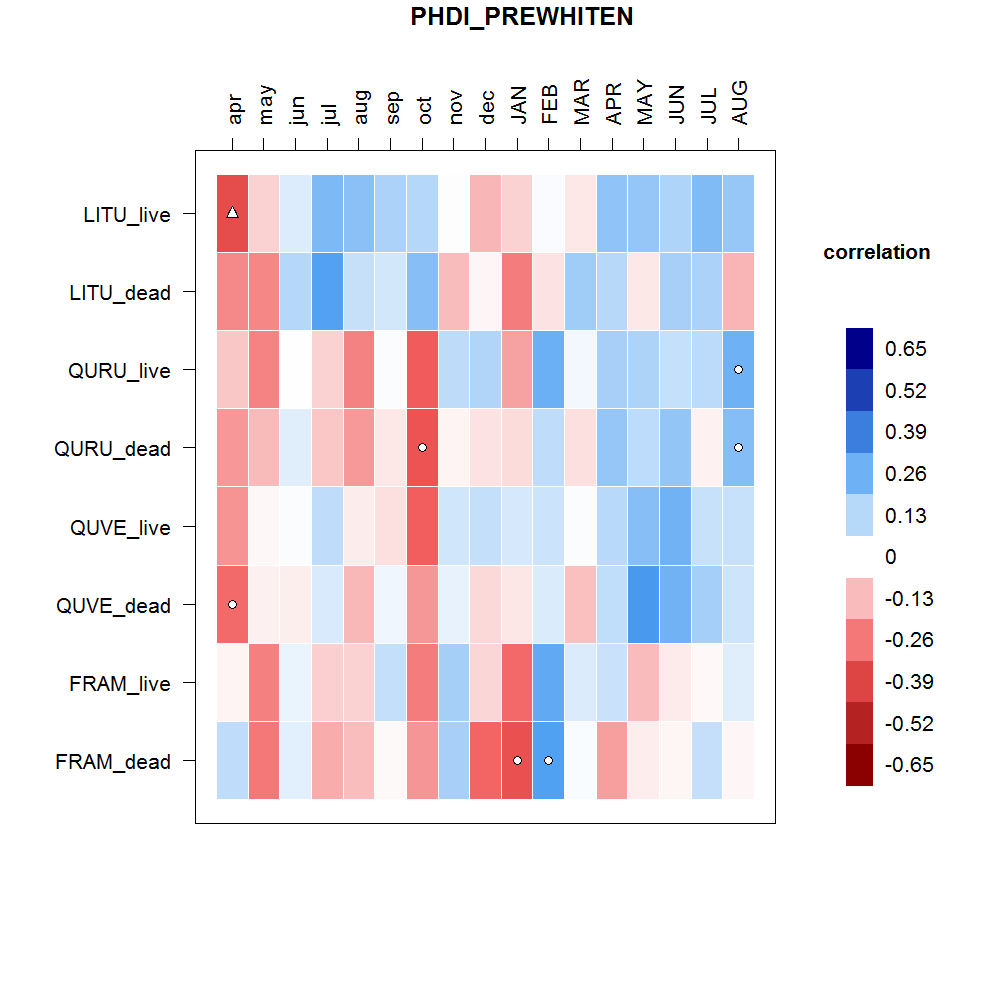 PHDI_PREWHITEN
apr may jun jul aug sep oct nov dec JAN FEB MAR APR MAY JUN JUL AUG
LITU_live
LITU_dead
QURU_live
QURU_dead
QUVE_live
QUVE_dead
FRAM_live
FRAM_dead
correlation
0.65
0.52
0.39
0.26
0.13
0
-0.13
-0.26
-0.39
-0.52
-0.65